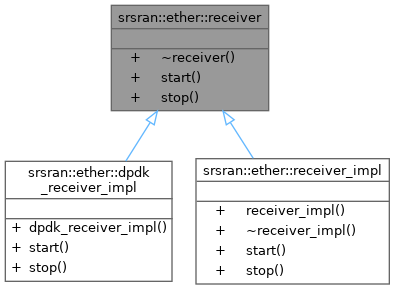 srsran::ether::receiver
+ ~receiver()
+ start()
+ stop()
srsran::ether::dpdk
_receiver_impl
+ dpdk_receiver_impl()
+ start()
+ stop()
srsran::ether::receiver_impl
+ receiver_impl()
+ ~receiver_impl()
+ start()
+ stop()